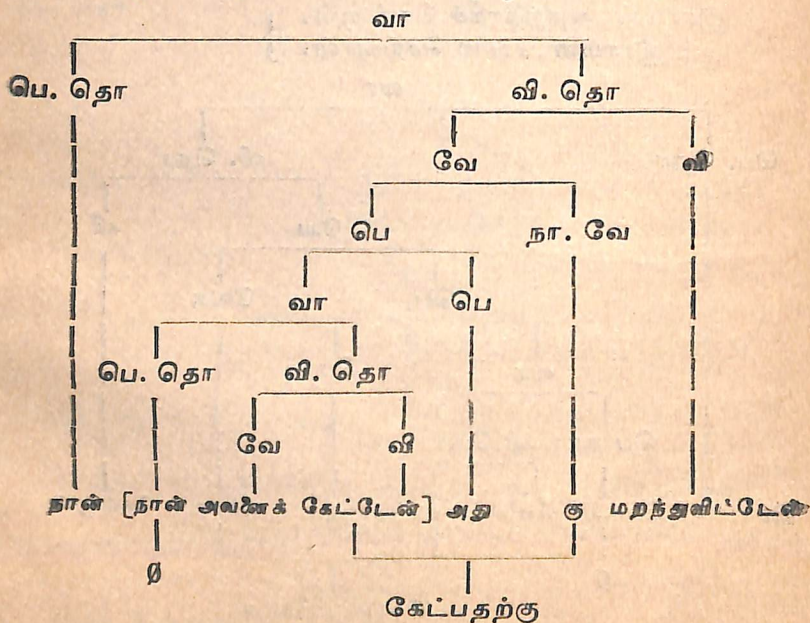 வா
பெ. தொ வி. தொ
வே வி
பெ நா. வே
வா பெ
பெ. தொ வி. தொ
வே வி
நான் [நான் அவனைக் கேட்டேன்] அது கு மறந்துவிட்டேன்
Ø
கேட்பதற்கு